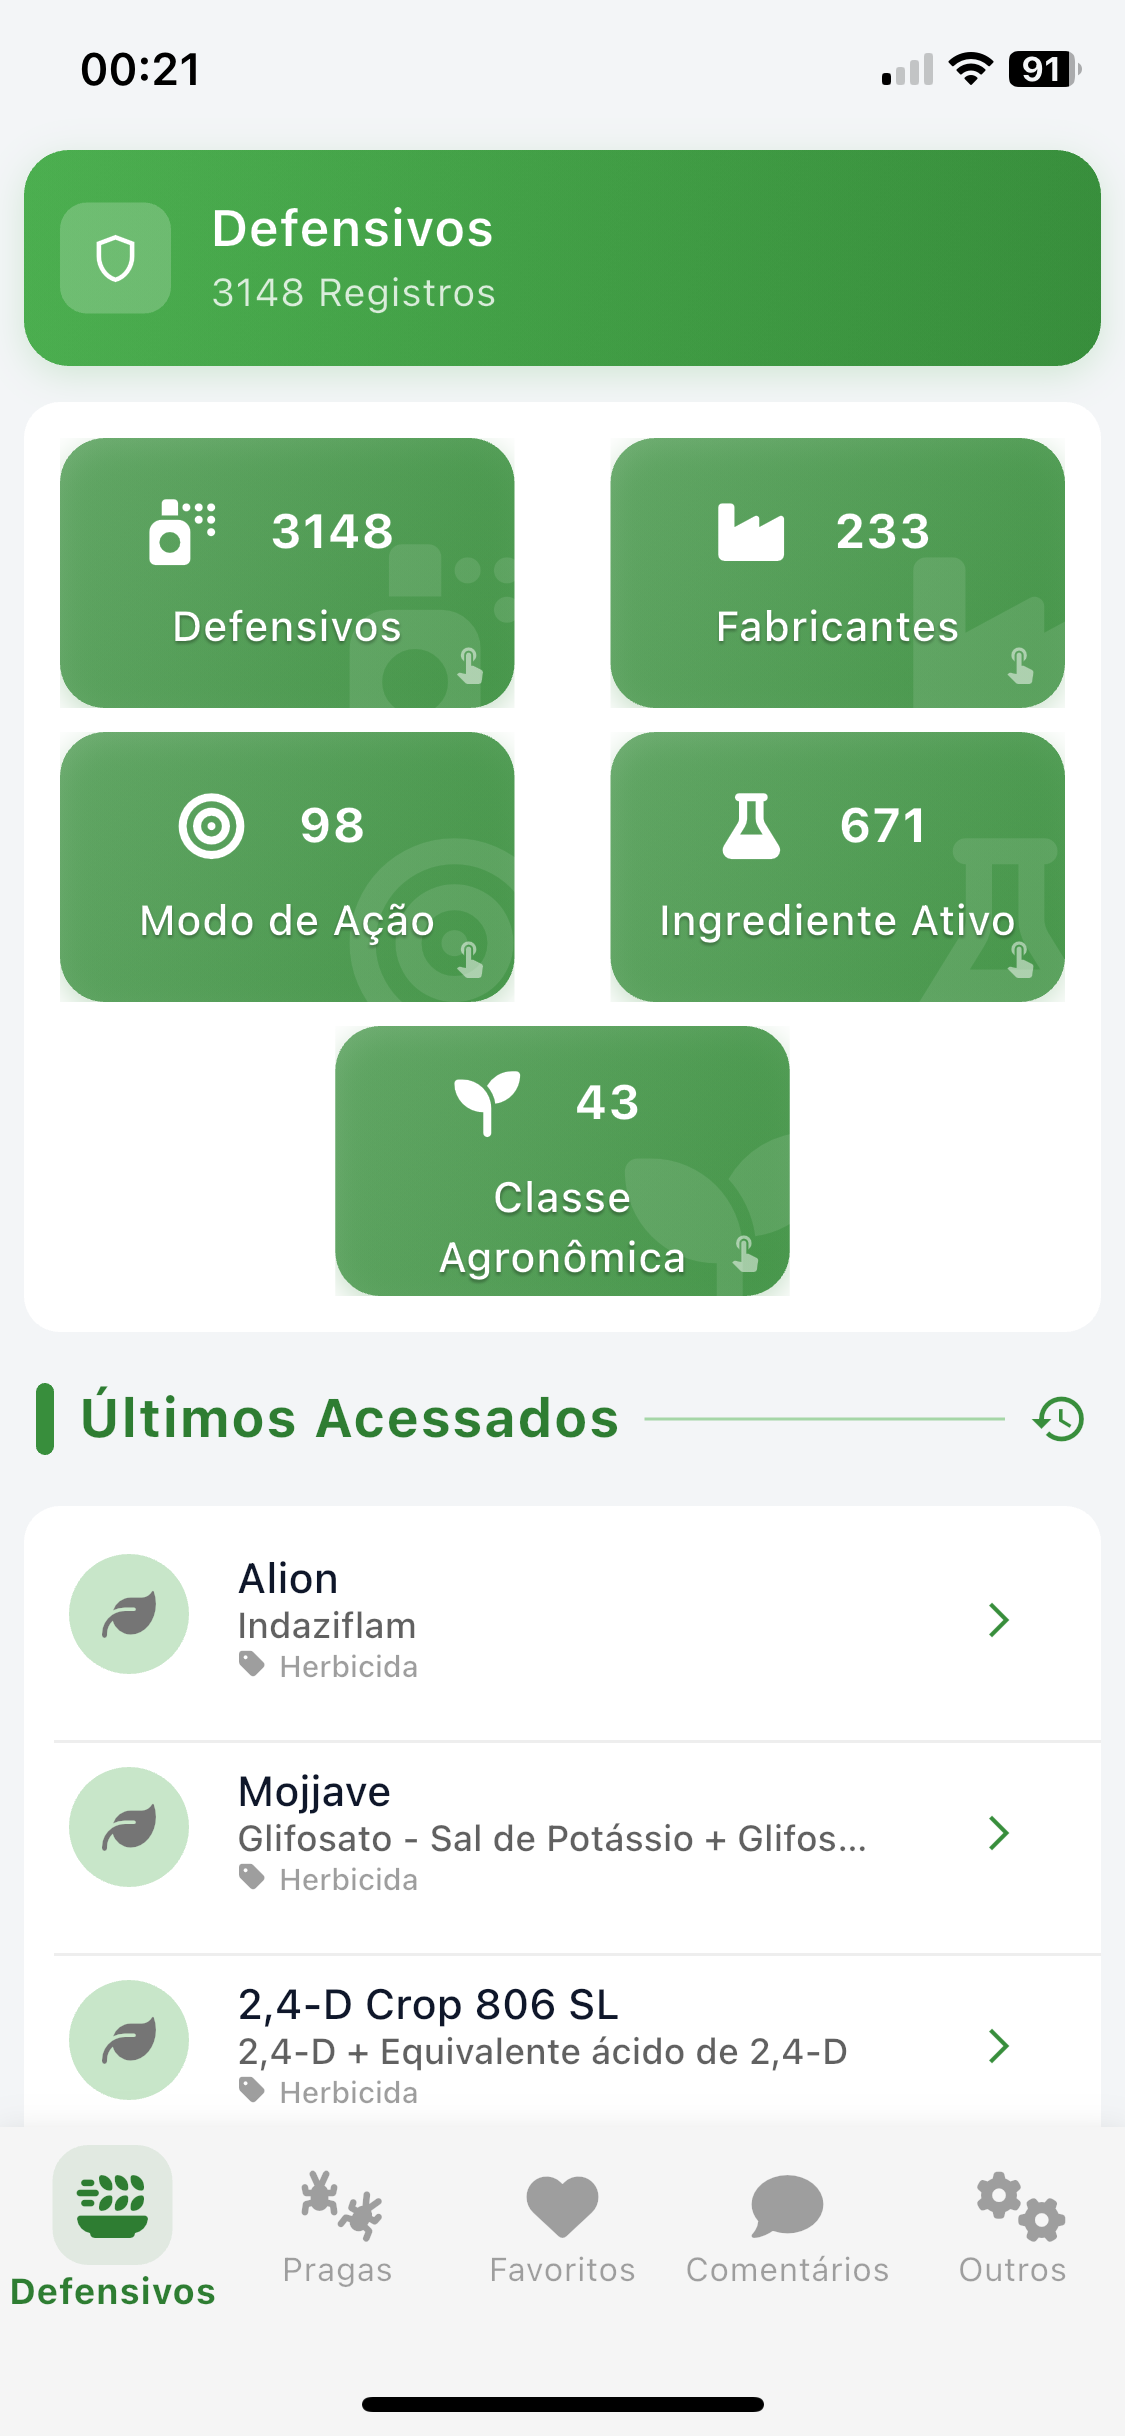 00:21
91
Defensivos
3148 Registros
3148
Defensivos
233
Fabricantes
98
Modo de Ação
671
Ingrediente Ativo
43
Classe
Agronômica
Últimos Acessados
Alion
Indaziflam
Herbicida
Mojjave
Glifosato - Sal de Potássio + Glifos...
Herbicida
2,4-D Crop 806 SL
2,4-D + Equivalente ácido de 2,4-D
Herbicida
Defensivos
Pragas
Favoritos
Comentários
Outros